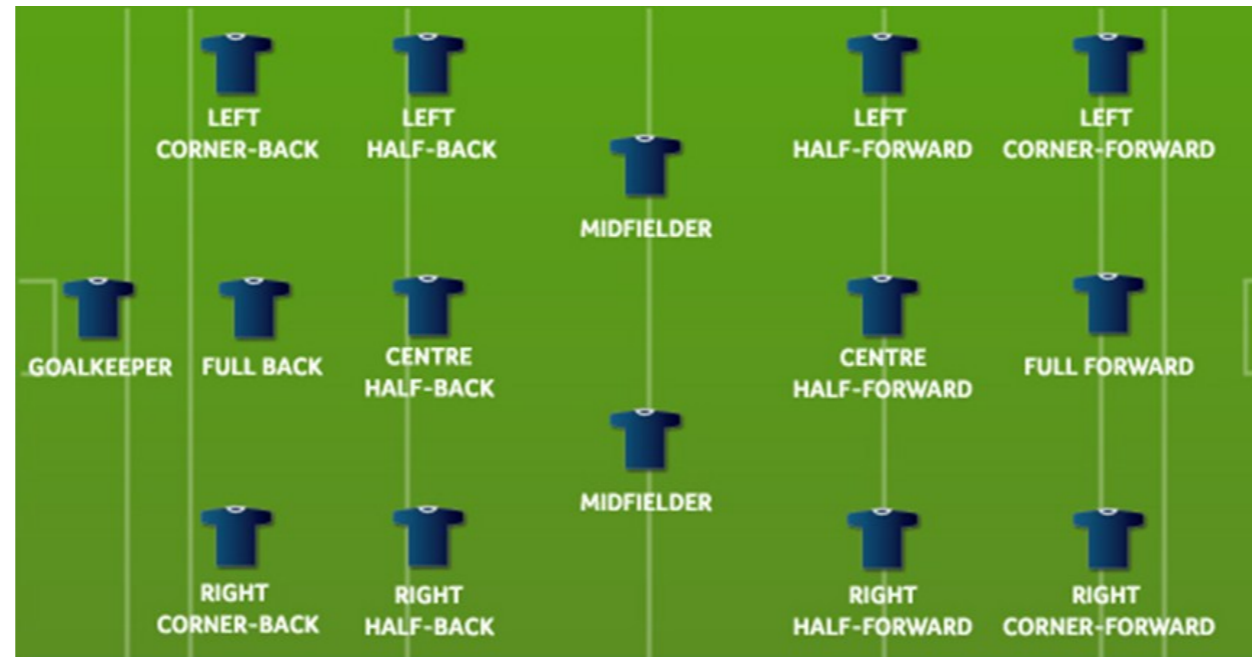 LEFT
CORNER-BACK
LEFT
HALF-BACK
LEFT
HALF-FORWARD
LEFT
CORNER-FORWARD
MIDFIELDER
GOALKEEPER
FULL BACK
CENTRE
HALF-BACK
CENTRE
HALF-FORWARD
FULL FORWARD
MIDFIELDER
RIGHT
CORNER-BACK
RIGHT
HALF-BACK
RIGHT
HALF-FORWARD
RIGHT
CORNER-FORWARD